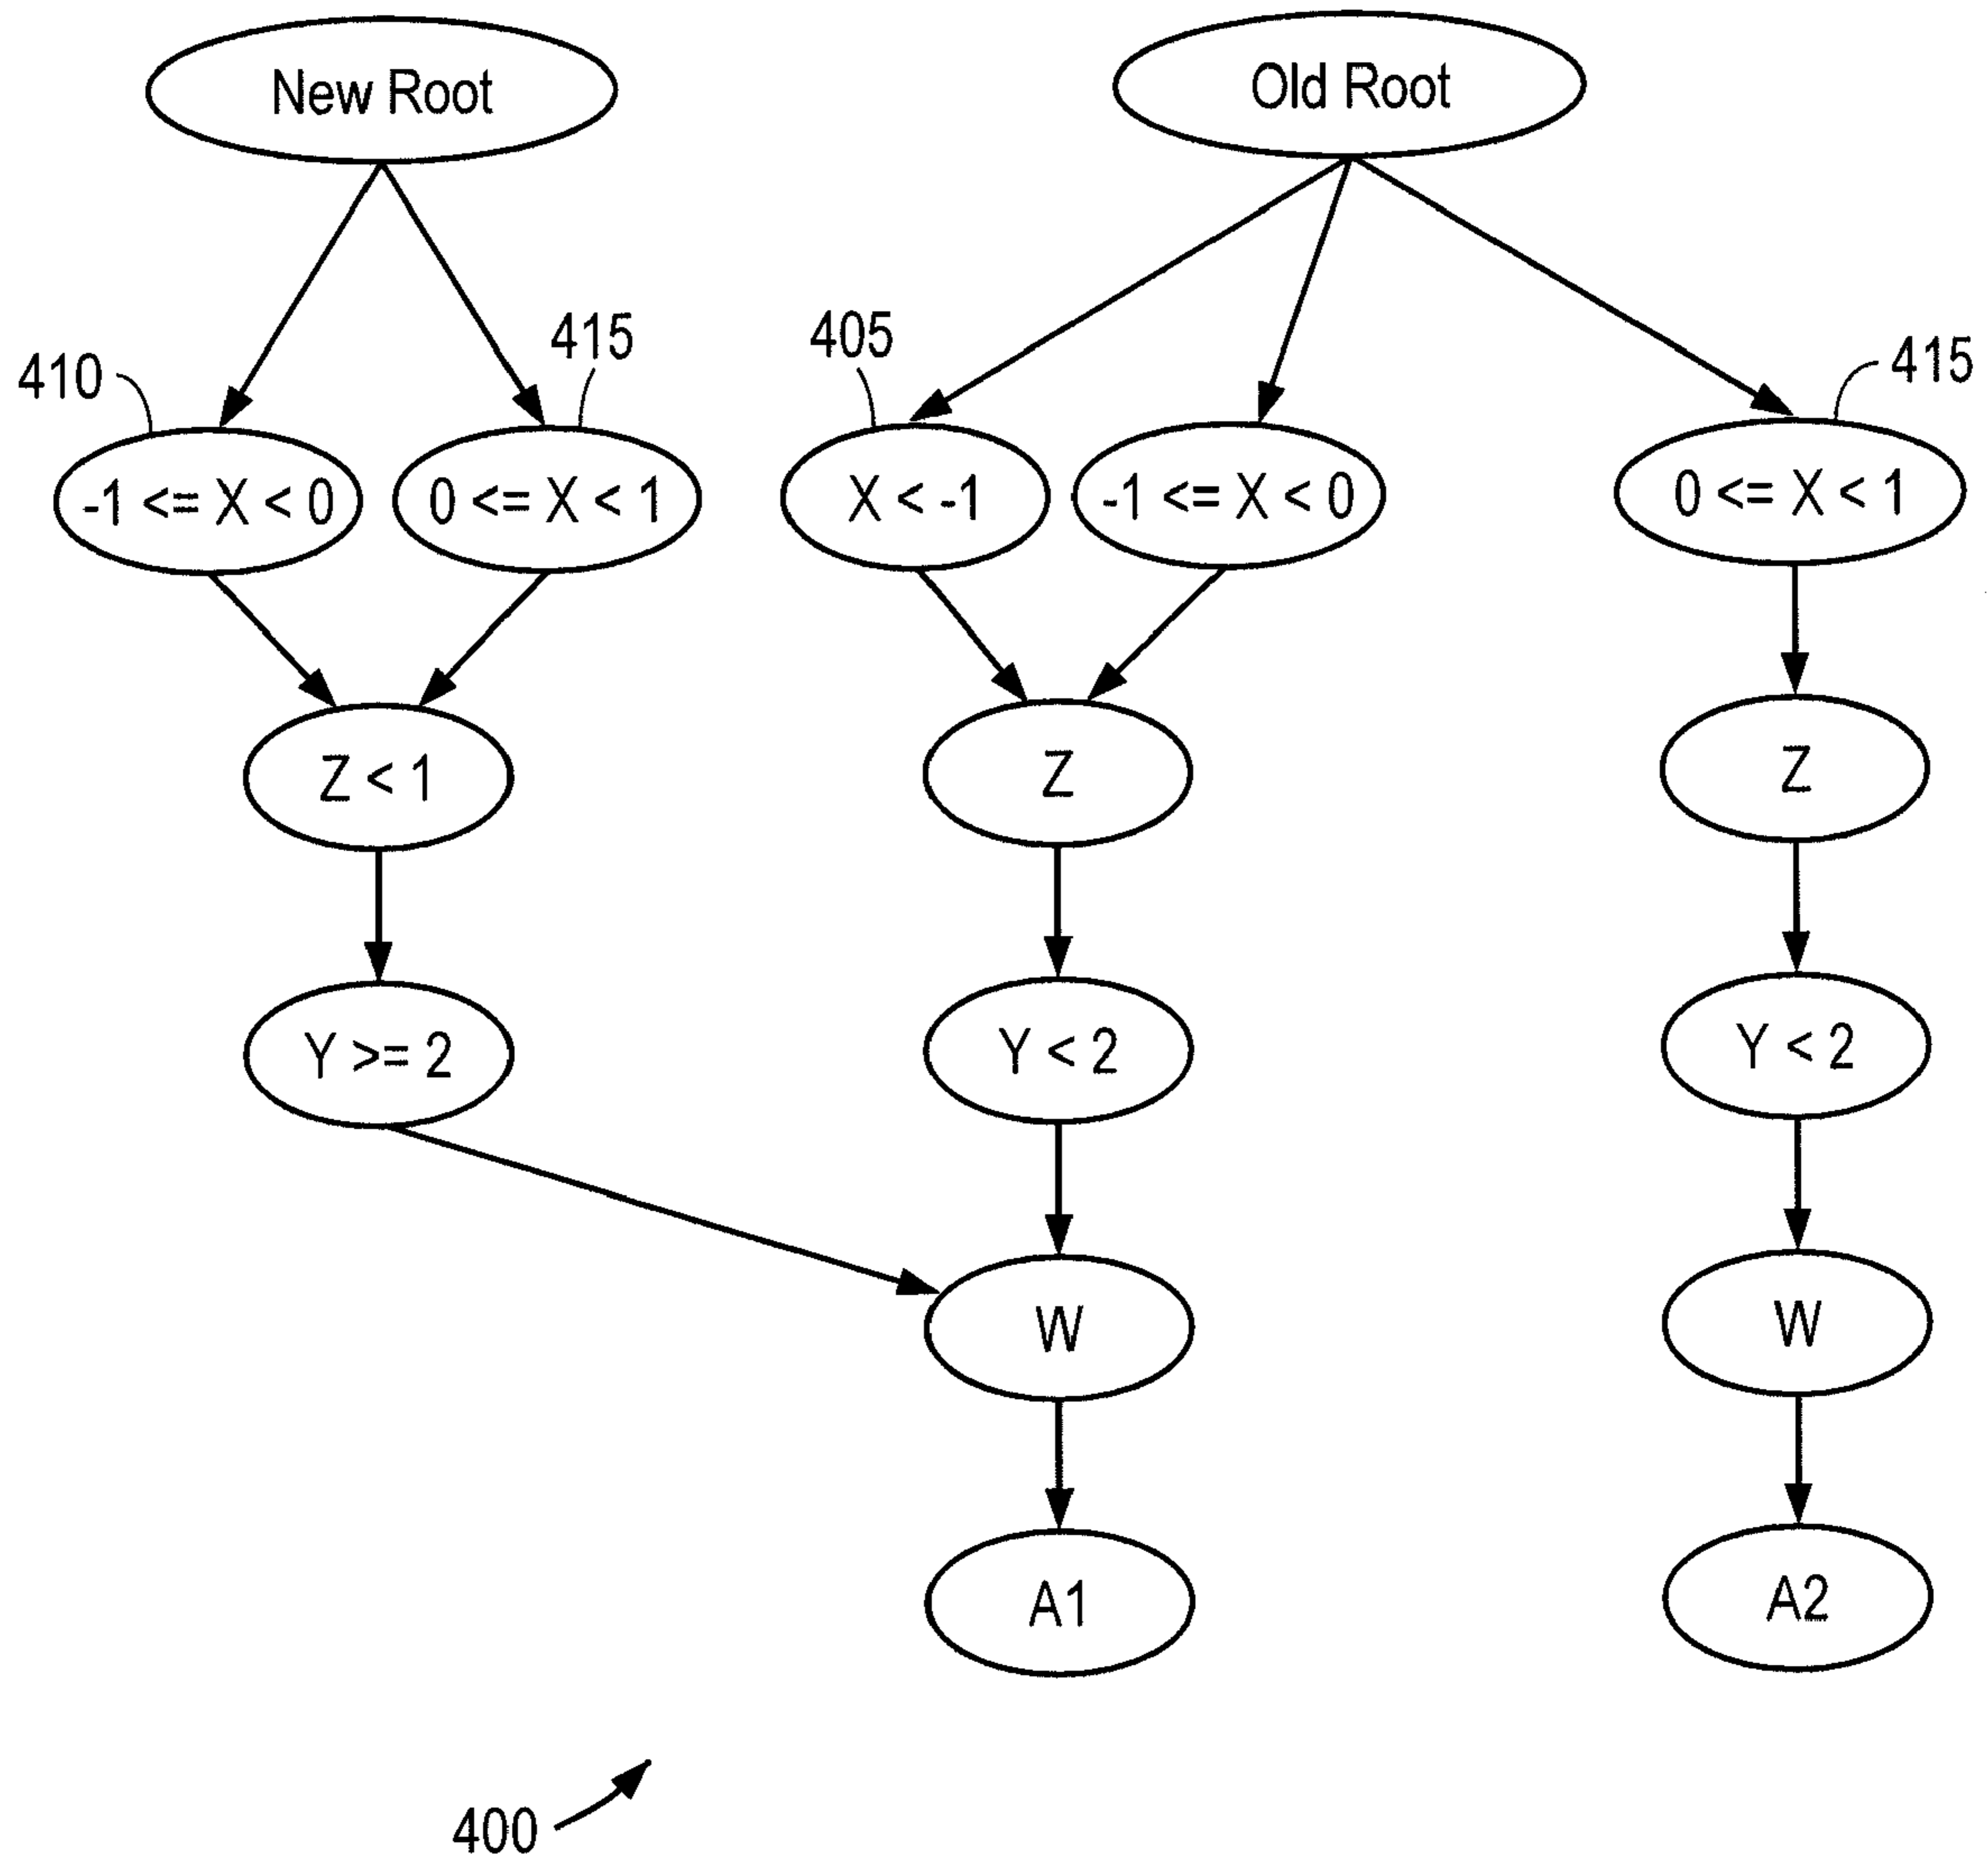 New Root
Old Root
410
415
405
415
-1 <= X < 0
0 <= X < 1
X < -1
-1 <= X < 0
0 <= X < 1
Z < 1
Z
Z
Y >= 2
Y < 2
Y < 2
W
W
A1
A2
400